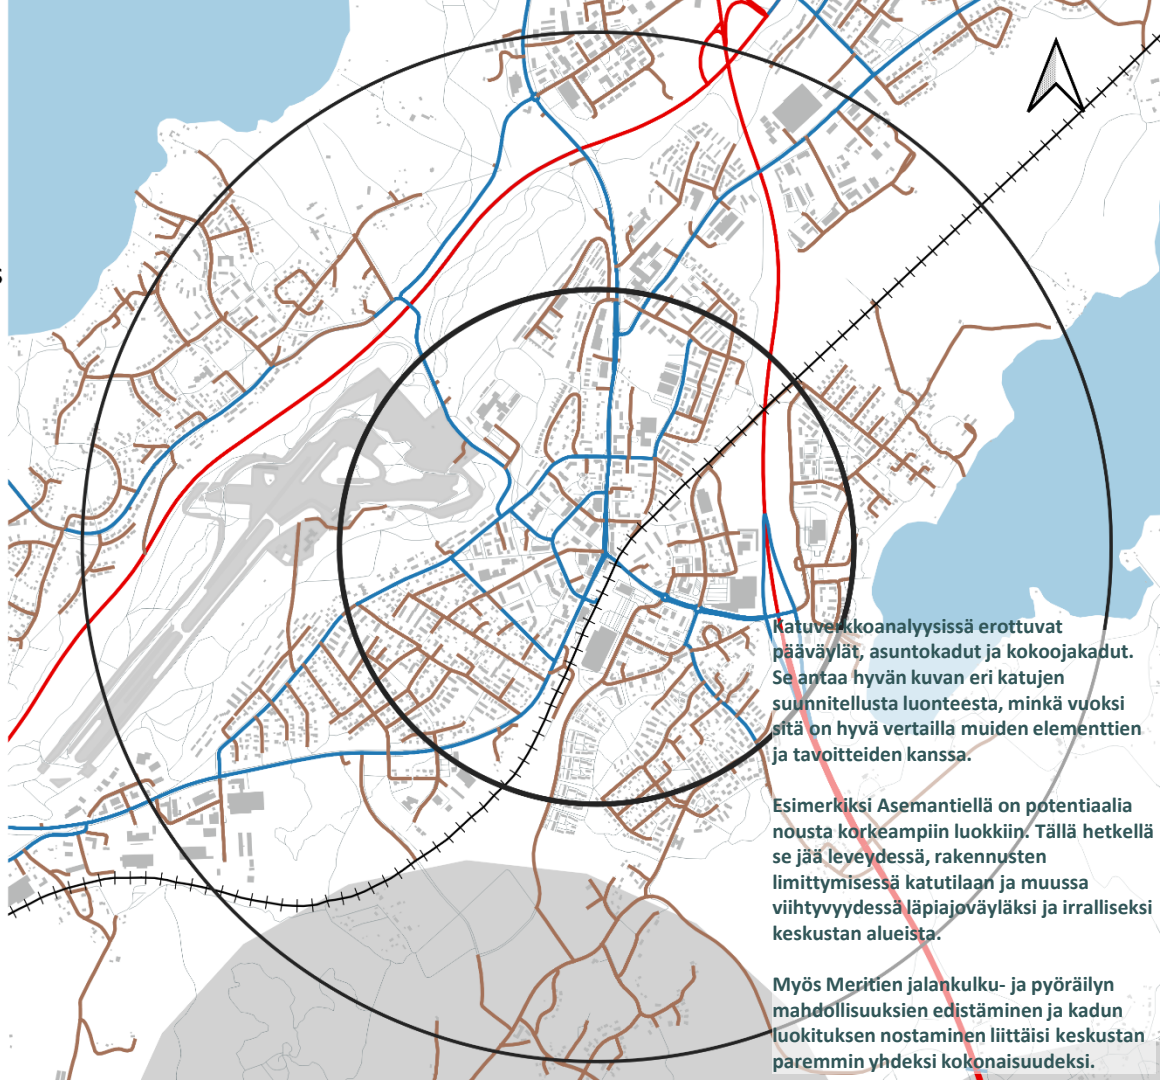 s
Katuverkkoanalyysissä erottuvat
pääväylät, asuntokadut ja kokoojakadut.
Se antaa hyvän kuvan eri katujen
suunnitellusta luonteesta, minkä vuoksi
sitä on hyvä vertailla muiden elementtien
ja tavoitteiden kanssa.
Esimerkiksi Asemantiellä on potentiaalia
nousta korkeampiin luokkiin. Tällä hetkellä
se jää leveydessä, rakennusten
limittymisessä katutilaan ja muussa
viihtyvyydessä läpiajoväyläksi ja irralliseksi
keskustan alueista.
Myös Meritien jalankulku- ja pyöräilyn
mahdollisuuksien edistäminen ja kadun
luokituksen nostaminen liittäisi keskustan
paremmin yhdeksi kokonaisuudeksi.